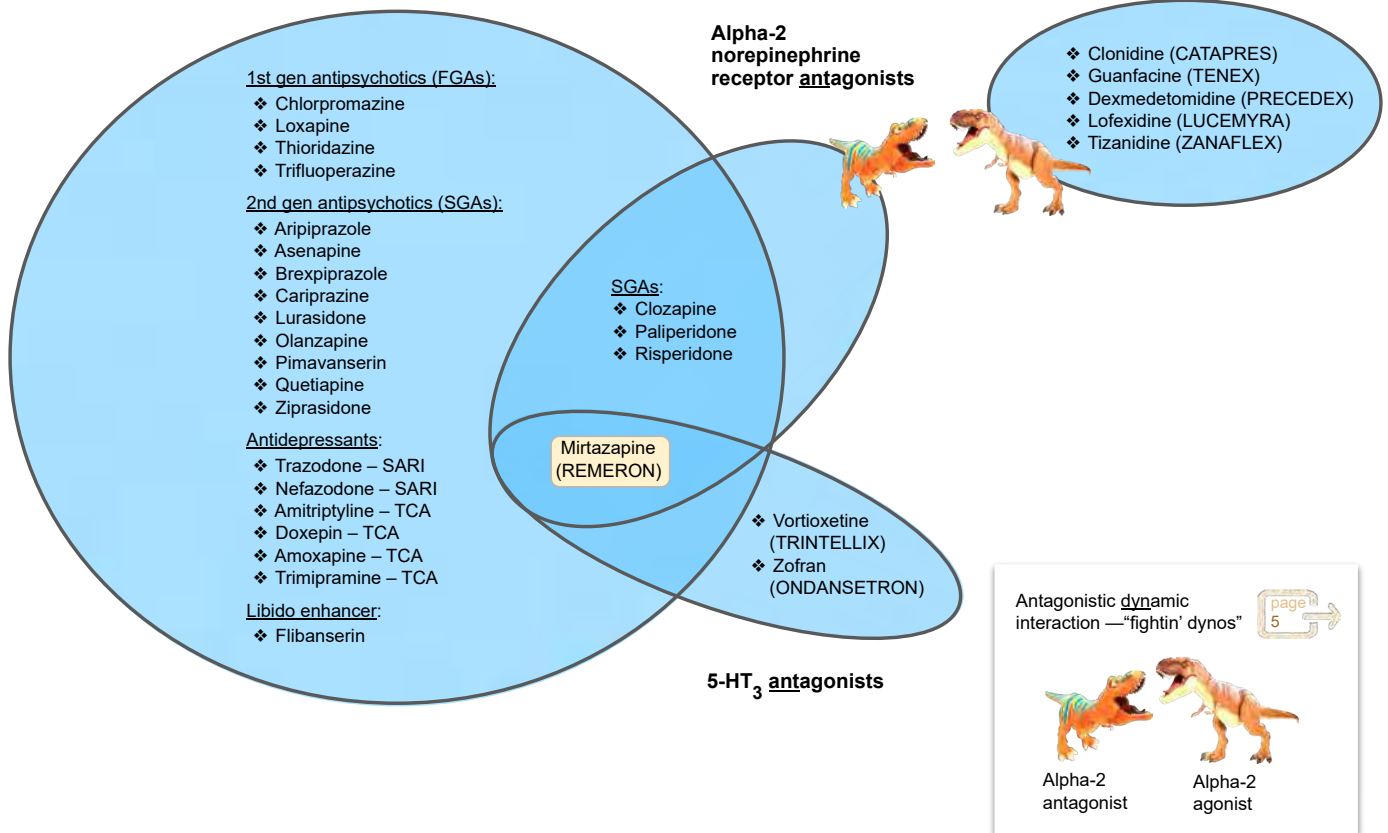 Alpha-2
norepinephrine
receptor antagonists
❖ Clonidine (CATAPRES)
❖ Guanfacine (TENEX)
❖ Dexmedetomidine (PRECEDEX)
❖ Lofexidine (LUCEMYRA)
❖ Tizanidine (ZANAFLEX)
1st gen antipsychotics (FGAs):
❖ Chlorpromazine
❖ Loxapine
❖ Thioridazine
❖ Trifluoperazine
2nd gen antipsychotics (SGAs):
❖ Aripiprazole
❖ Asenapine
❖ Brexpiprazole
❖ Cariprazine
❖ Lurasidone
❖ Olanzapine
❖ Pimavanserin
❖ Quetiapine
❖ Ziprasidone
Antidepressants:
❖ Trazodone – SARI
❖ Nefazodone – SARI
❖ Amitriptyline – TCA
❖ Doxepin – TCA
❖ Amoxapine – TCA
❖ Trimipramine – TCA
Libido enhancer:
❖ Flibanserin
SGAs:
❖ Clozapine
❖ Paliperidone
❖ Risperidone
Mirtazapine
(REMERON)
❖ Vortioxetine
(TRINTELLIX)
❖ Zofran
(ONDANSETRON)
5-HT3 antagonists
Antagonistic dynamic
interaction —“fightin’ dynos”
page
5
Alpha-2
antagonist
Alpha-2
agonist